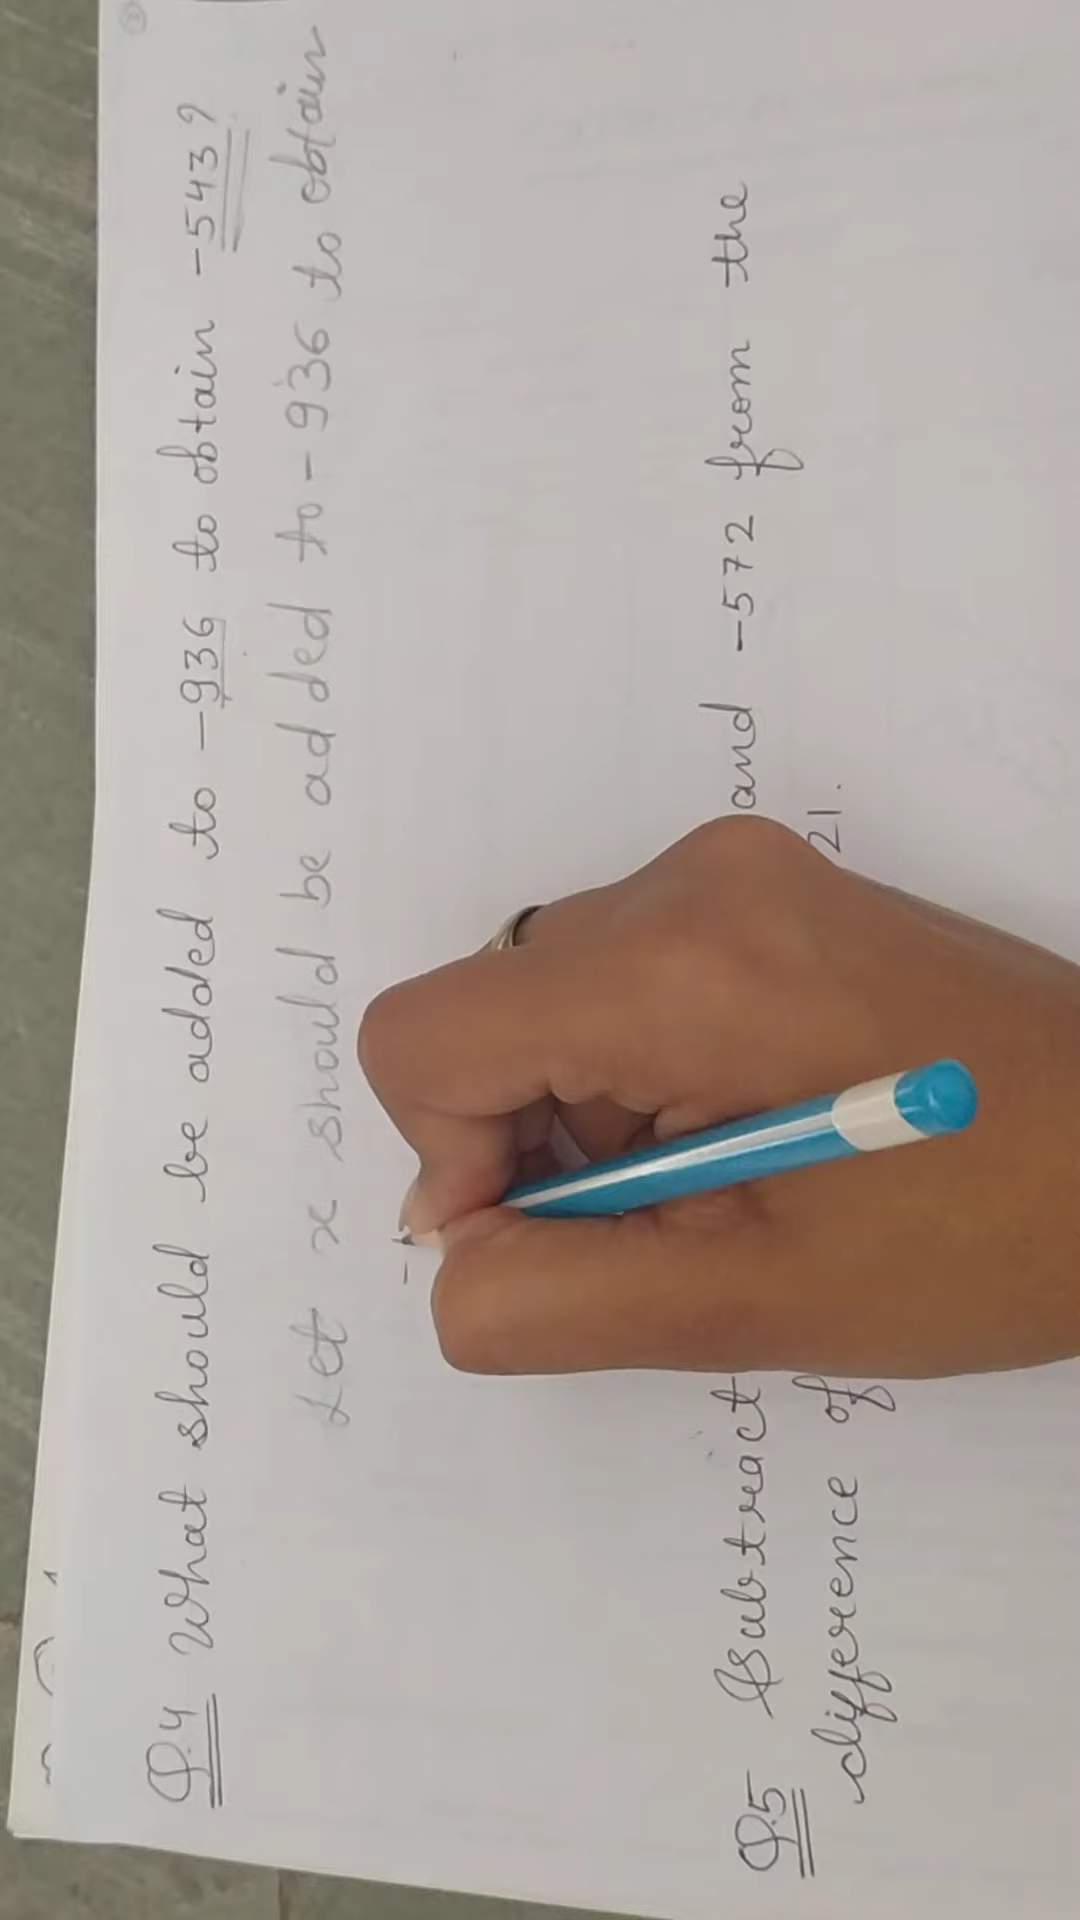 Q.4 What should be added to -936 to obtain -543?
Let x should be added to -936 to obtain
-
Q.5 Subtract and -572 from the
difference of 21.